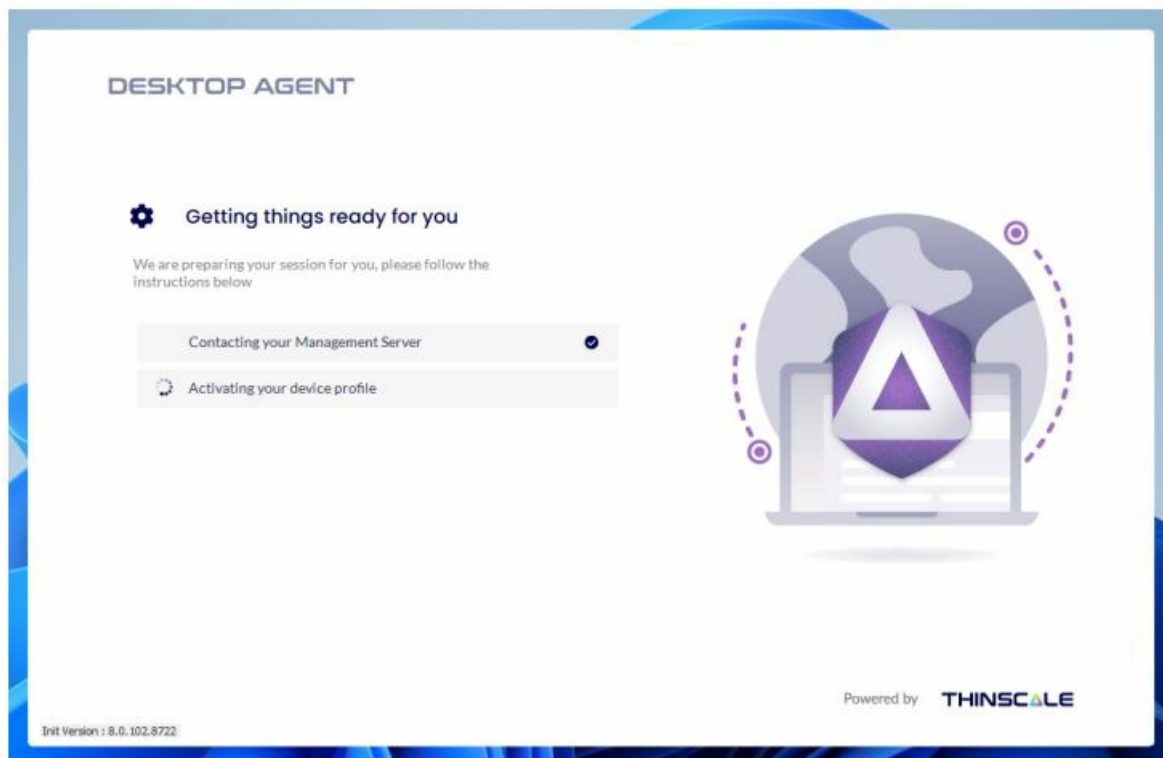 DESKTOP AGENT
Getting things ready for you
We are preparing your session for you, please follow the
instructions below
Contacting your Management Server
Activating your device profile
Powered by THINSCALE
Init Version : 8.0.102.8722